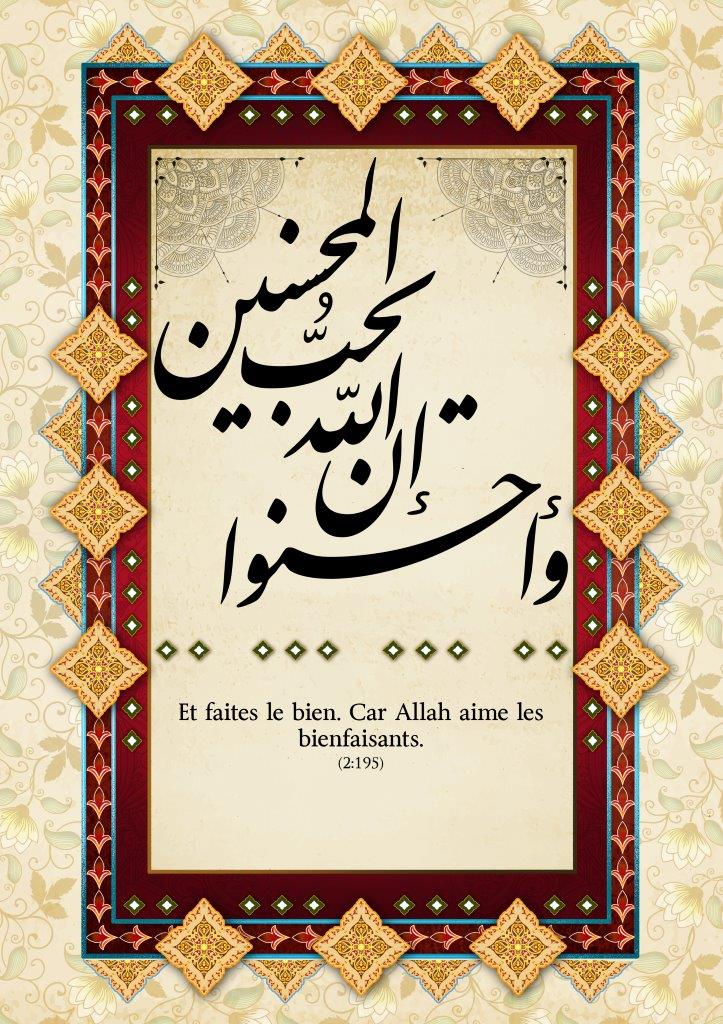 وأحسنوا
إن الله
يحبُّ
المحسنين
Et faites le bien. Car Allah aime les
bienfaisants.
(2:195)